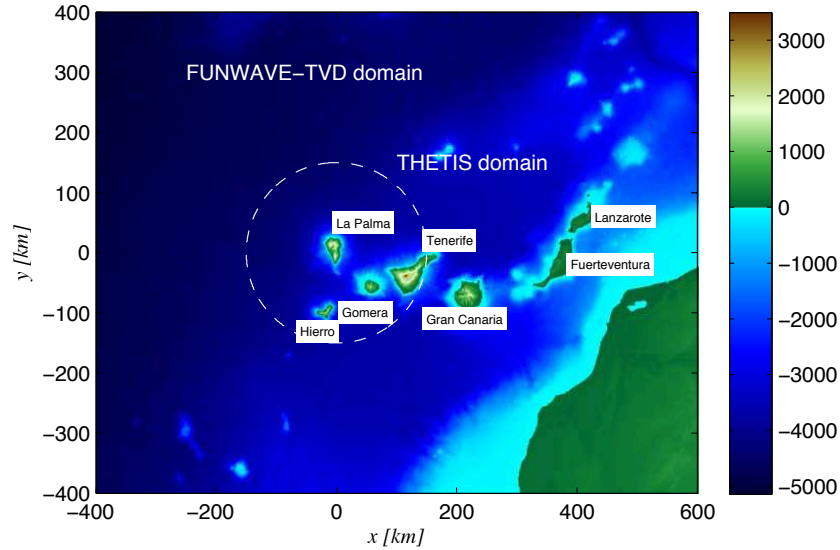 400
300
200
100
0
−100
−200
−300
−400
y [km]
−400
−200
0
200
400
600
x [km]
FUNWAVE−TVD domain
THETIS domain
La Palma
Tenerife
Lanzarote
Fuerteventura
Gomera
Gran Canaria
Hierro
3000
2000
1000
0
−1000
−2000
−3000
−4000
−5000